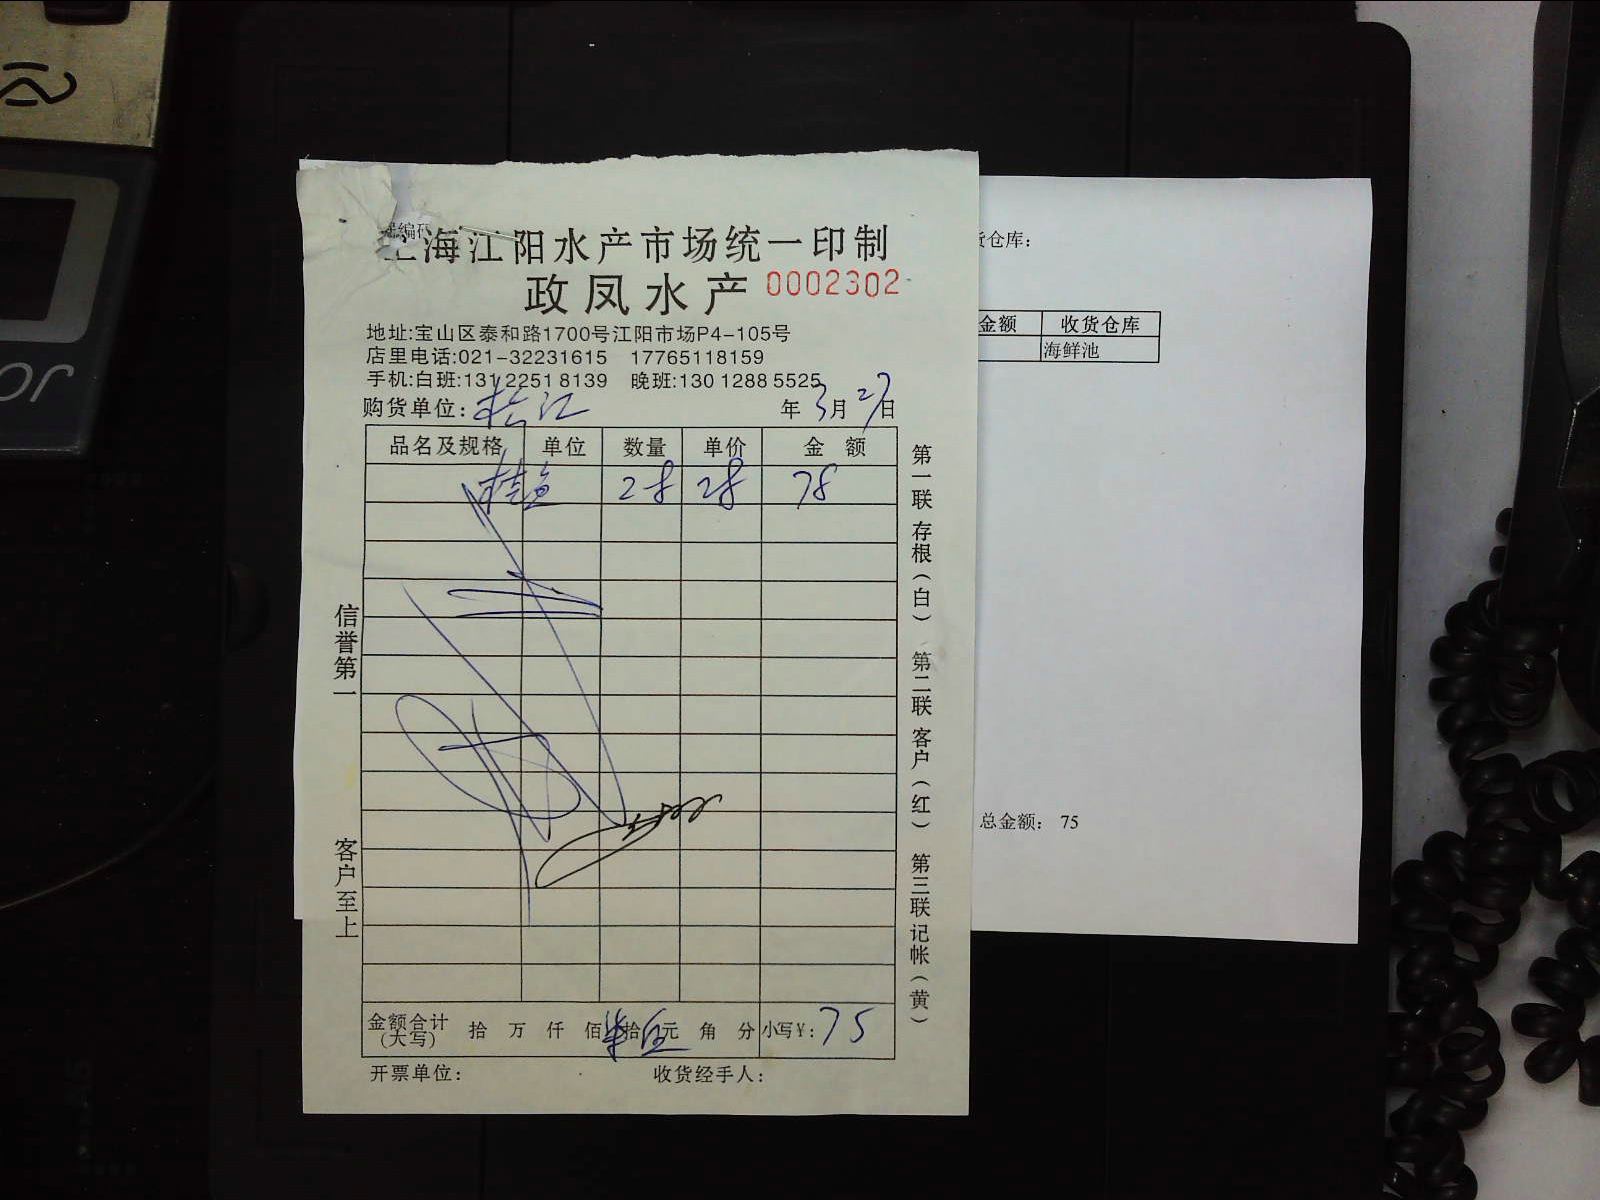 器编码
上海江阳水产市场统一印制
政凤水产 0002302
地址:宝山区泰和路1700号江阳市场P4-105号
店里电话:021-32231615 17765118159
手机:白班:131 2251 8139 晚班:130 1288 5525
购货单位:松江 年 3月 27日
品名及规格 单位 数量 单价 金 额
桂鱼 28 28 78
金额合计(大写) 拾 万 仟 佰 拾 元 角 分 小写¥: 75
开票单位: 收货经手人:
信誉第一 客户至上
第一联 存根(白) 第二联 客户(红) 第三联 记帐(黄)
货仓库:
金额 收货仓库
海鲜池
总金额: 75